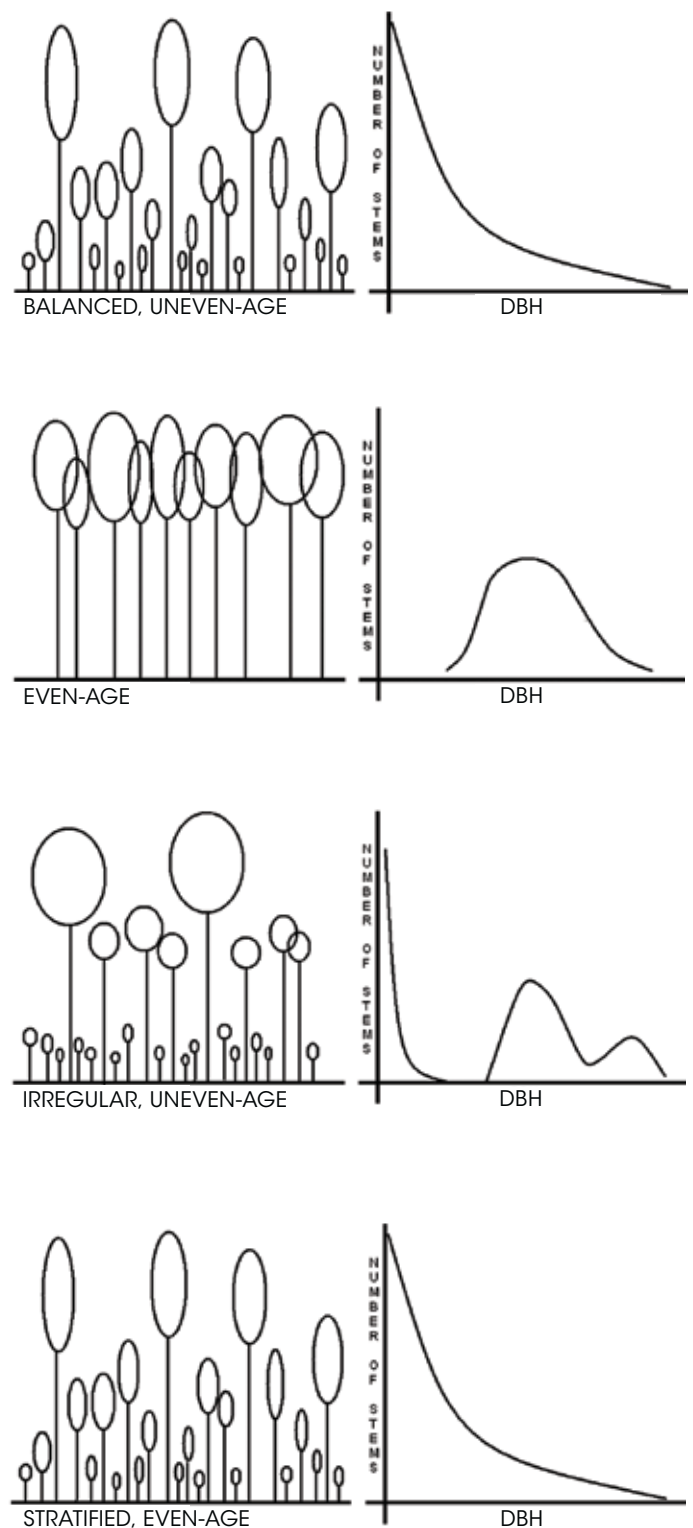 NUMBER OF STEMS
BALANCED, UNEVEN-AGE
DBH
NUMBER OF STEMS
EVEN-AGE
DBH
NUMBER OF STEMS
IRREGULAR, UNEVEN-AGE
DBH
NUMBER OF STEMS
STRATIFIED, EVEN-AGE
DBH